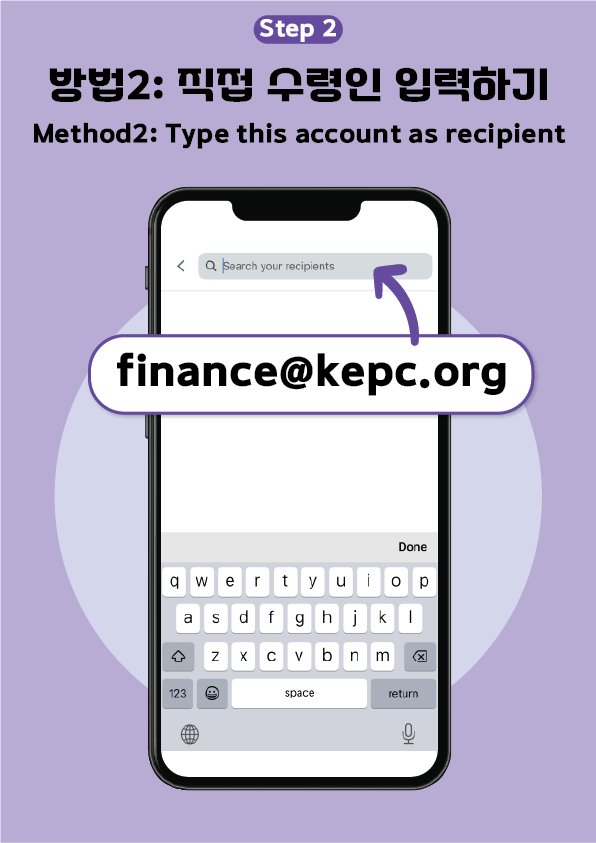 Step 2
방법2: 직접 수령인 입력하기
Method2: Type this account as recipient
Search your recipients
finance@kepc.org
Done
q w e r t y u i o p
a s d f g h j k l
z x c v b n m
123 space return